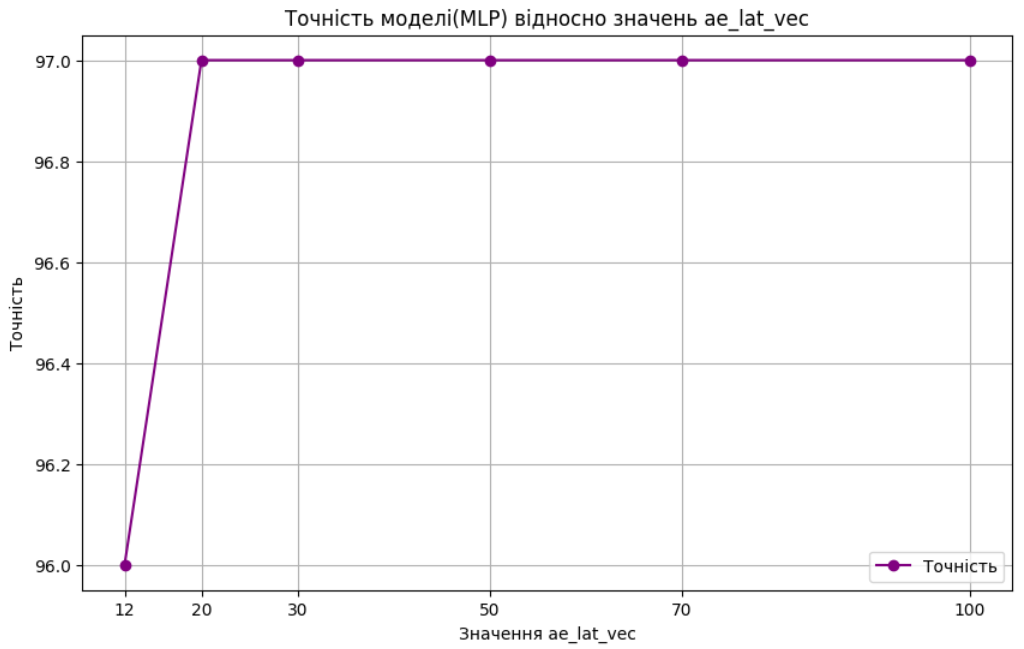 Точність моделі(MLP) відносно значень ae_lat_vec
97.0
96.8
96.6
96.4
96.2
96.0
Точність
Точність
12 20 30 50 70 100
Значення ae_lat_vec